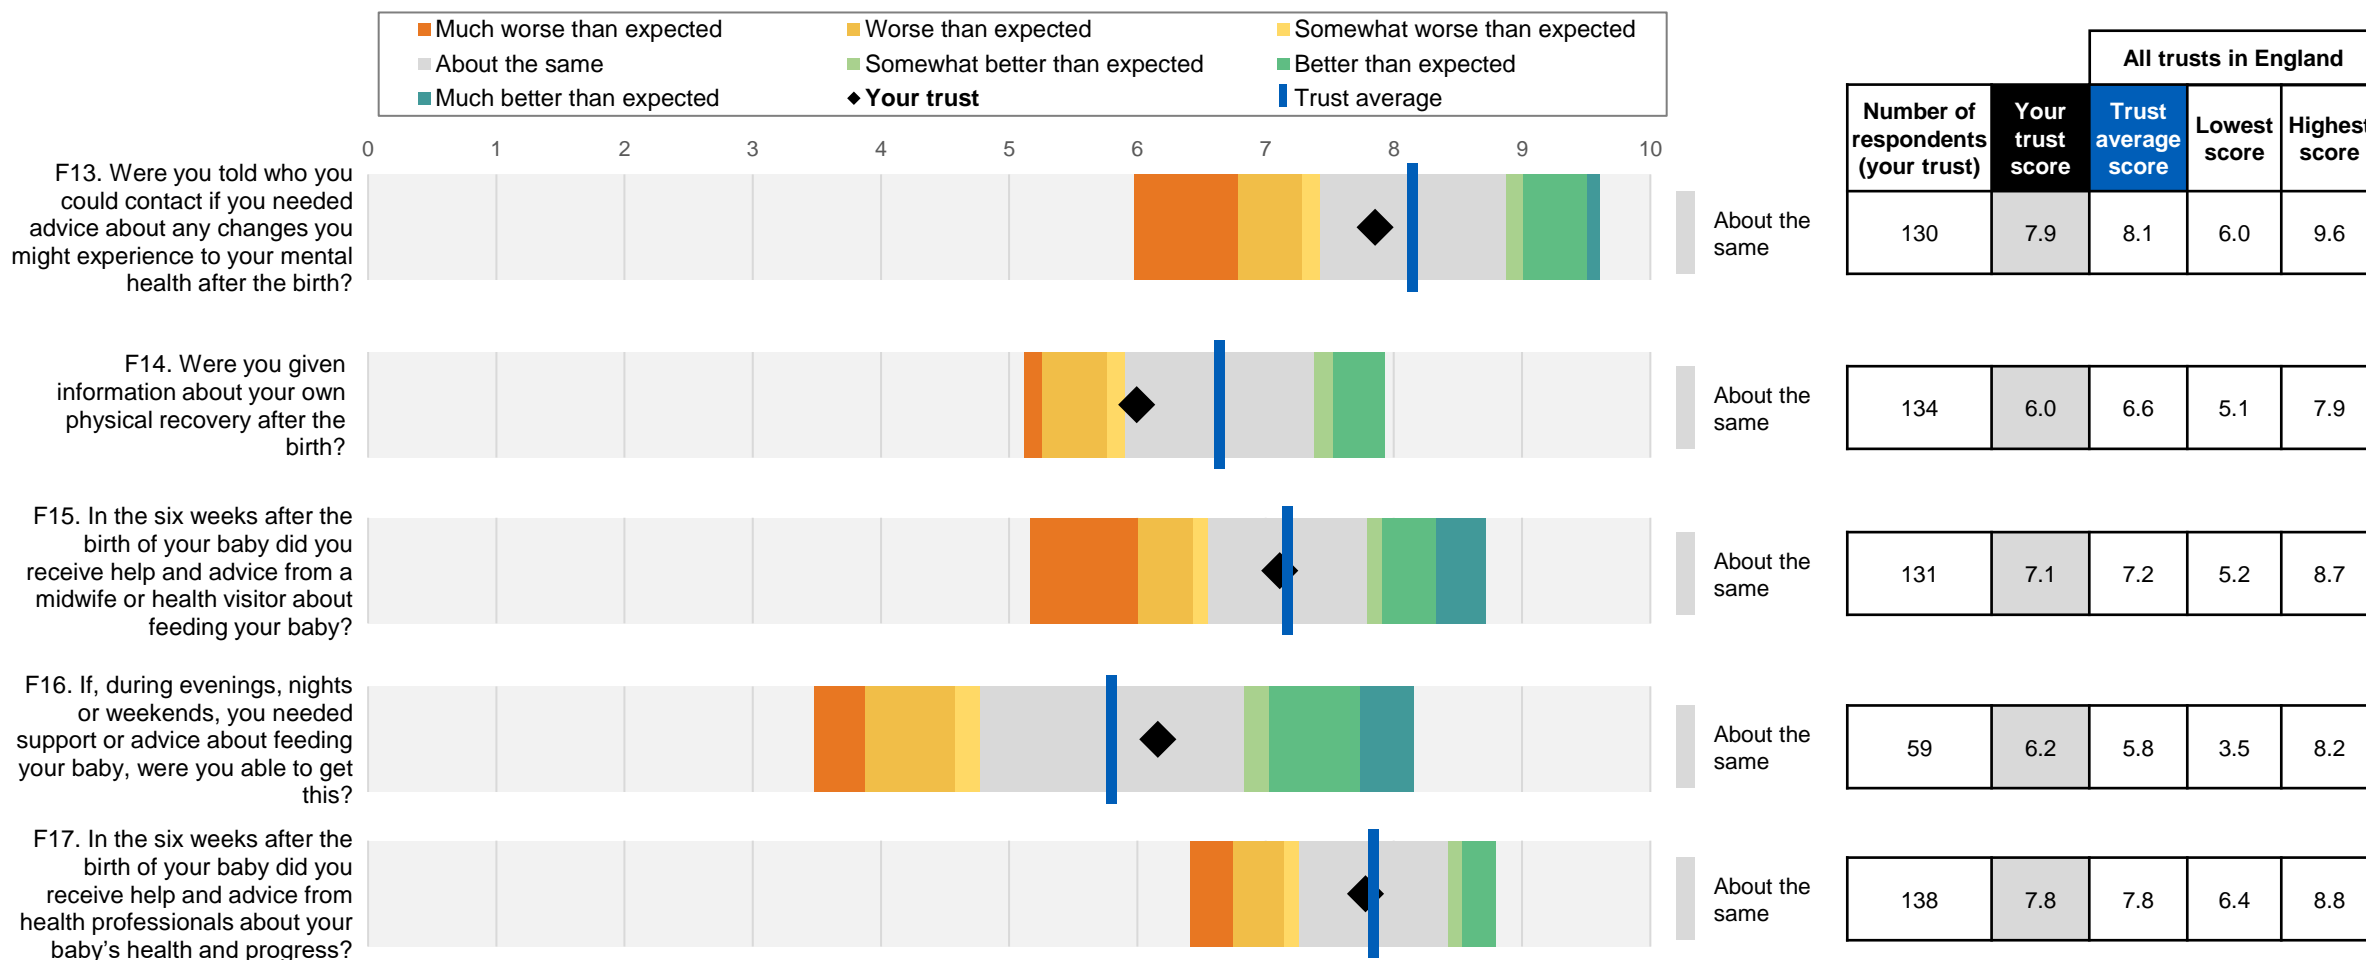 Much worse than expected
Worse than expected
Somewhat worse than expected
About the same
Somewhat better than expected
Better than expected
Much better than expected
Your trust
Trust average
All trusts in England
Number of respondents (your trust)
Your trust score
Trust average score
Lowest score
Highest score
0 1 2 3 4 5 6 7 8 9 10
F13. Were you told who you
could contact if you needed
advice about any changes you
might experience to your mental
health after the birth?
About the
same
130 7.9 8.1 6.0 9.6
F14. Were you given
information about your own
physical recovery after the
birth?
About the
same
134 6.0 6.6 5.1 7.9
F15. In the six weeks after the
birth of your baby did you
receive help and advice from a
midwife or health visitor about
feeding your baby?
About the
same
131 7.1 7.2 5.2 8.7
F16. If, during evenings, nights
or weekends, you needed
support or advice about feeding
your baby, were you able to get
this?
About the
same
59 6.2 5.8 3.5 8.2
F17. In the six weeks after the
birth of your baby did you
receive help and advice from
health professionals about your
baby’s health and progress?
About the
same
138 7.8 7.8 6.4 8.8